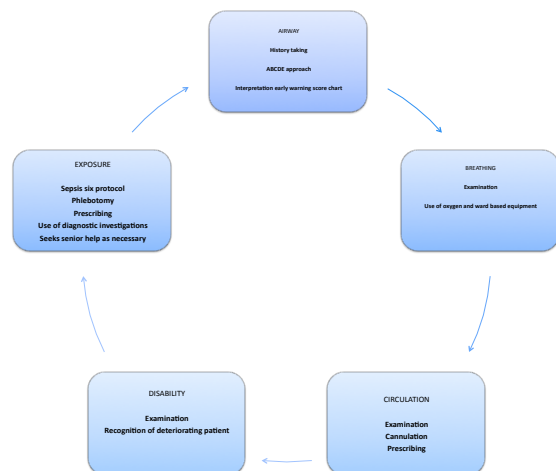 AIRWAY
History taking
ABCDE approach
Interpretation early warning score chart
BREATHING
Examination
Use of oxygen and ward based equipment
CIRCULATION
Examination
Cannulation
Prescribing
DISABILITY
Examination
Recognition of deteriorating patient
EXPOSURE
Sepsis six protocol
Phlebotomy
Prescribing
Use of diagnostic investigations
Seeks senior help as necessary